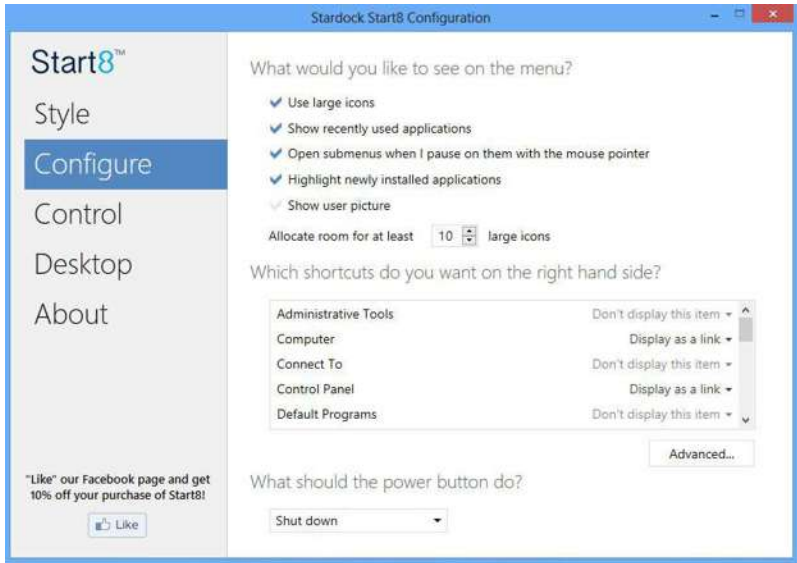 Stardock Start8 Configuration
Start8™
Style
Configure
Control
Desktop
About
"Like" our Facebook page and get
10% off your purchase of Start8!
Like
What would you like to see on the menu?
Use large icons
Show recently used applications
Open submenus when I pause on them with the mouse pointer
Highlight newly installed applications
Show user picture
Allocate room for at least 10 large icons
Which shortcuts do you want on the right hand side?
Administrative Tools Don't display this item
Computer Display as a link
Connect To Don't display this item
Control Panel Display as a link
Default Programs Don't display this item
Advanced...
What should the power button do?
Shut down